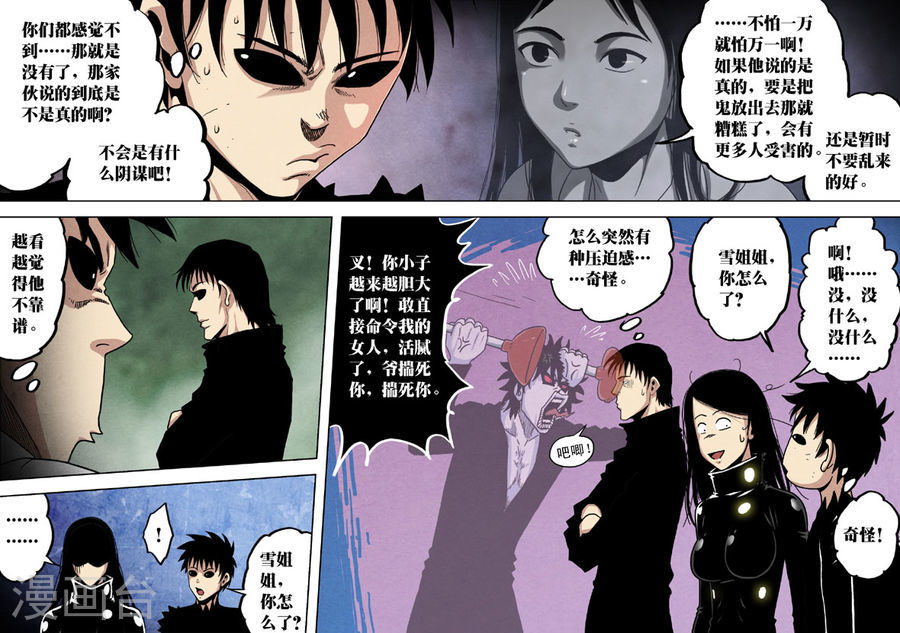 你们都感觉不
到……那就是
没有了，那家
伙说的到底是
不是真的啊？
不会是有什
么阴谋吧！
……不怕一万
就怕万一啊！
如果他说的是
真的，要是把
鬼放出去那就
糟糕了，会有
更多人受害的。
还是暂时
不要乱来
的好。
越看
越觉
得他
不靠
谱。
……
……
！
雪姐
姐，
你怎
么了？
叉！你小子
越来越胆大
了啊！敢直
接命令我的
女人，活腻
了，爷揣死
你，揣死你。
怎么突然有
种压迫感…
…奇怪。
吧唧！
雪姐姐，
你怎么
了？
啊！
哦……
没，没
什么，
没什么
……
奇怪！
漫画台